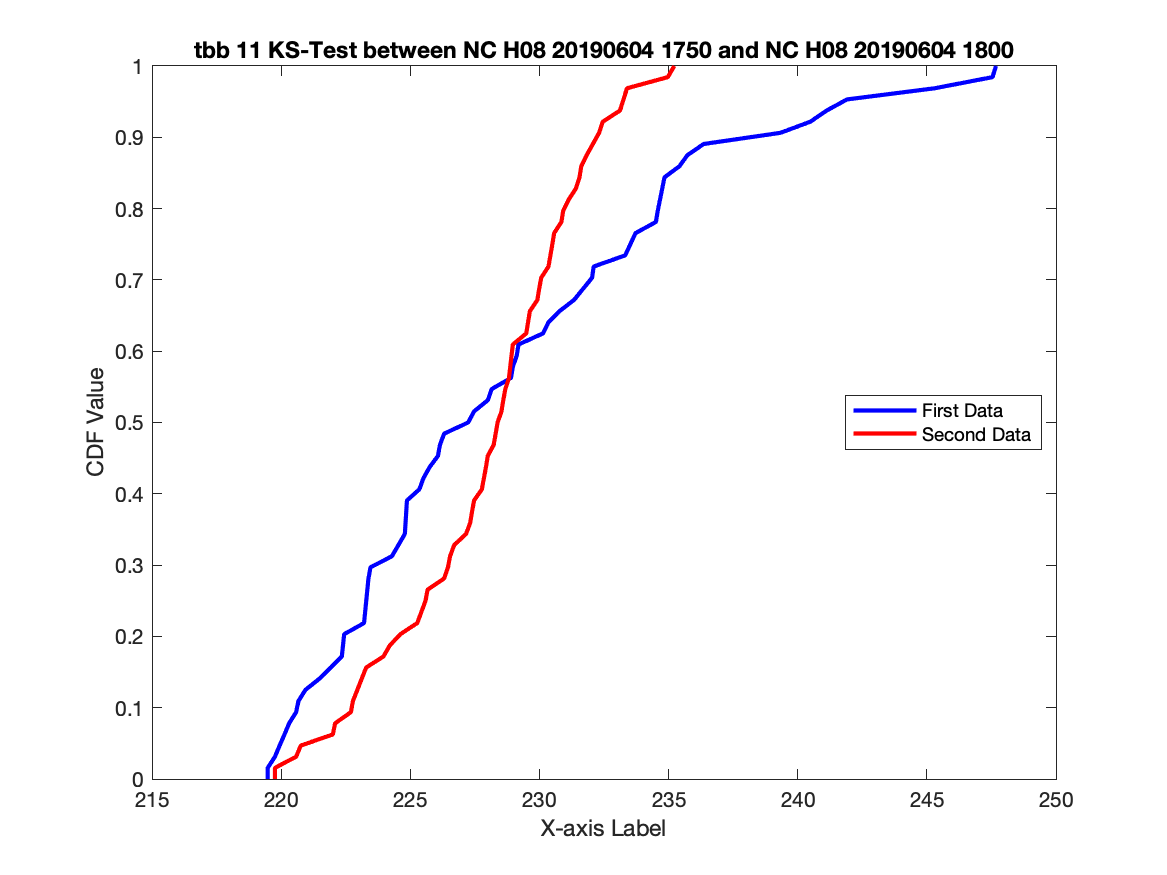 tbb 11 KS-Test between NC H08 20190604 1750 and NC H08 20190604 1800
1
0.9
0.8
0.7
0.6
0.5
0.4
0.3
0.2
0.1
0
CDF Value
First Data
Second Data
215 220 225 230 235 240 245 250
X-axis Label